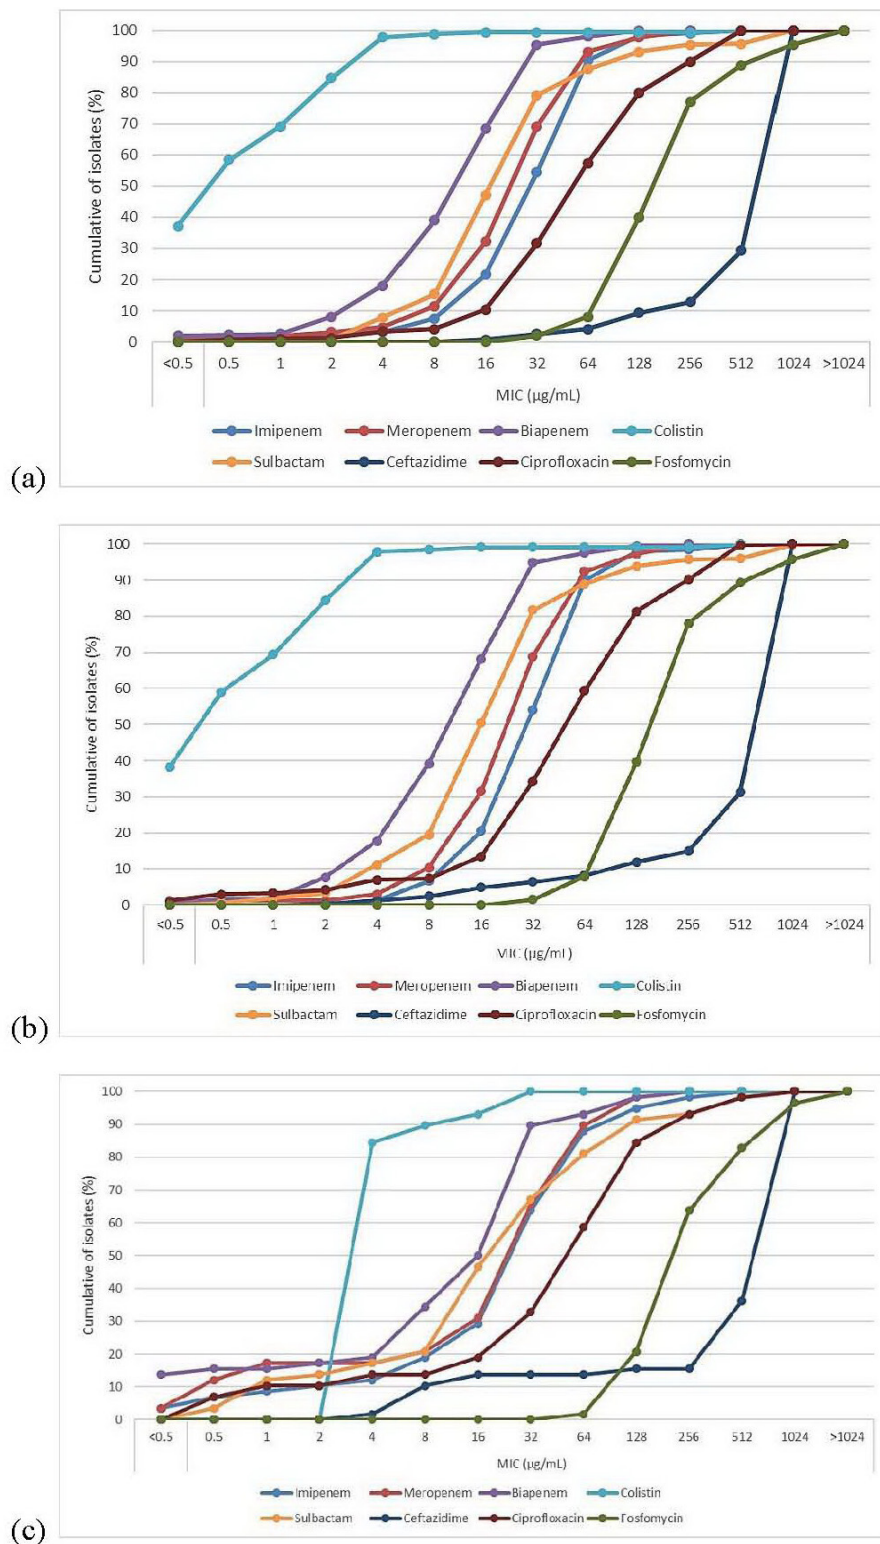 100
90
80
70
60
50
40
30
20
10
0
Cumulative of isolates (%)
<0.5 0.5 1 2 4 8 16 32 64 128 256 512 1024 >1024
MIC (µg/mL)
Imipenem Meropenem Biapenem Colistin
Sulbactam Ceftazidime Ciprofloxacin Fosfomycin
(a)
100
90
80
70
60
50
40
30
20
10
0
Cumulative of isolates (%)
<0.5 0.5 1 2 4 8 16 32 64 128 256 512 1024 >1024
MIC (µg/mL)
Imipenem Meropenem Biapenem Colistin
Sulbactam Ceftazidime Ciprofloxacin Fosfomycin
(b)
100
90
80
70
60
50
40
30
20
10
0
Cumulative of isolates (%)
<0.5 0.5 1 2 4 8 16 32 64 128 256 512 1024 >1024
MIC (µg/mL)
Imipenem Meropenem Biapenem Colistin
Sulbactam Ceftazidime Ciprofloxacin Fosfomycin
(c)